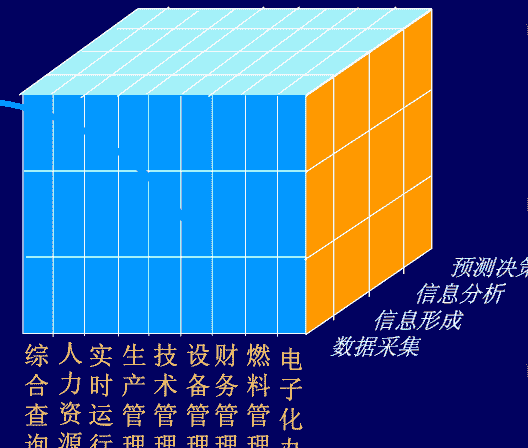 预测决策
信息分析
信息形成
数据采集
综合查询
人力资源
实时运行
生产管理
技术管理
设备管理
财务管理
燃料管理
电子化